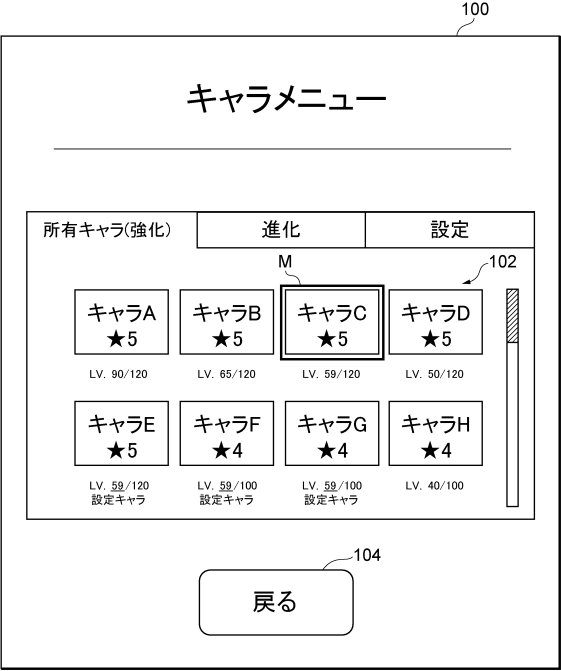 100
キャラメニュー
所有キャラ(強化) 進化 設定
M 102
キャラA キャラB キャラC キャラD
★5 ★5 ★5 ★5
LV. 90/120 LV. 65/120 LV. 59/120 LV. 50/120
キャラE キャラF キャラG キャラH
★5 ★4 ★4 ★4
LV. 59/120 LV. 59/100 LV. 59/100 LV. 40/100
設定キャラ 設定キャラ 設定キャラ
104
戻る